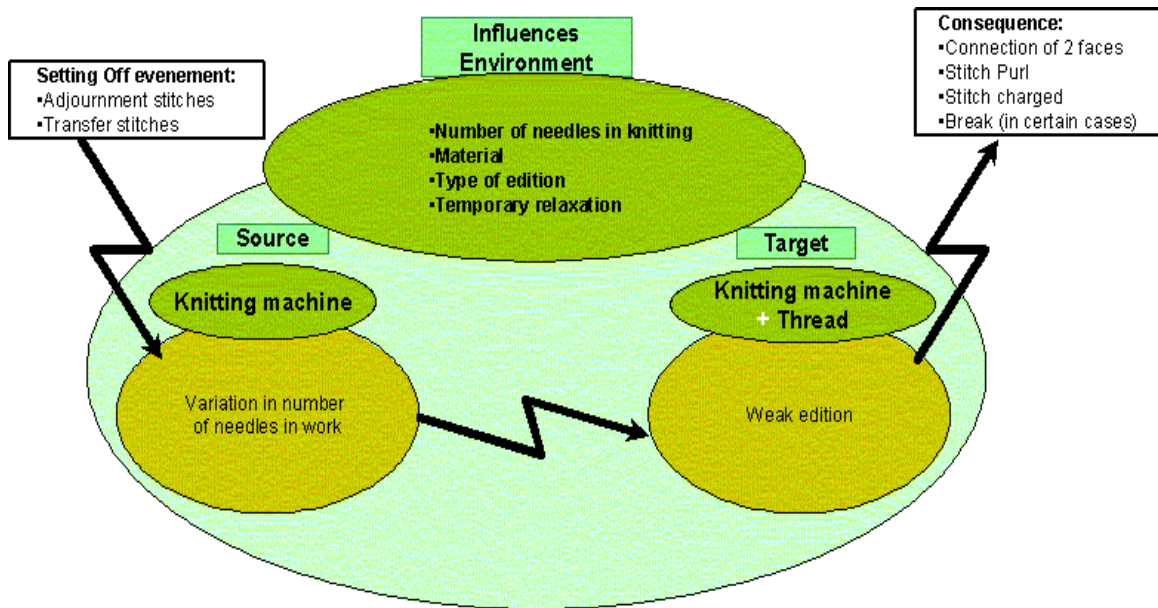 Setting Off evenement:
▪Adjournment stitches
▪Transfer stitches
Influences
Environment
▪Number of needles in knitting
▪Material
▪Type of edition
▪Temporary relaxation
Consequence:
▪Connection of 2 faces
▪Stitch Purl
▪Stitch charged
▪Break (in certain cases)
Source
Knitting machine
Variation in number
of needles in work
Target
Knitting machine
+ Thread
Weak edition